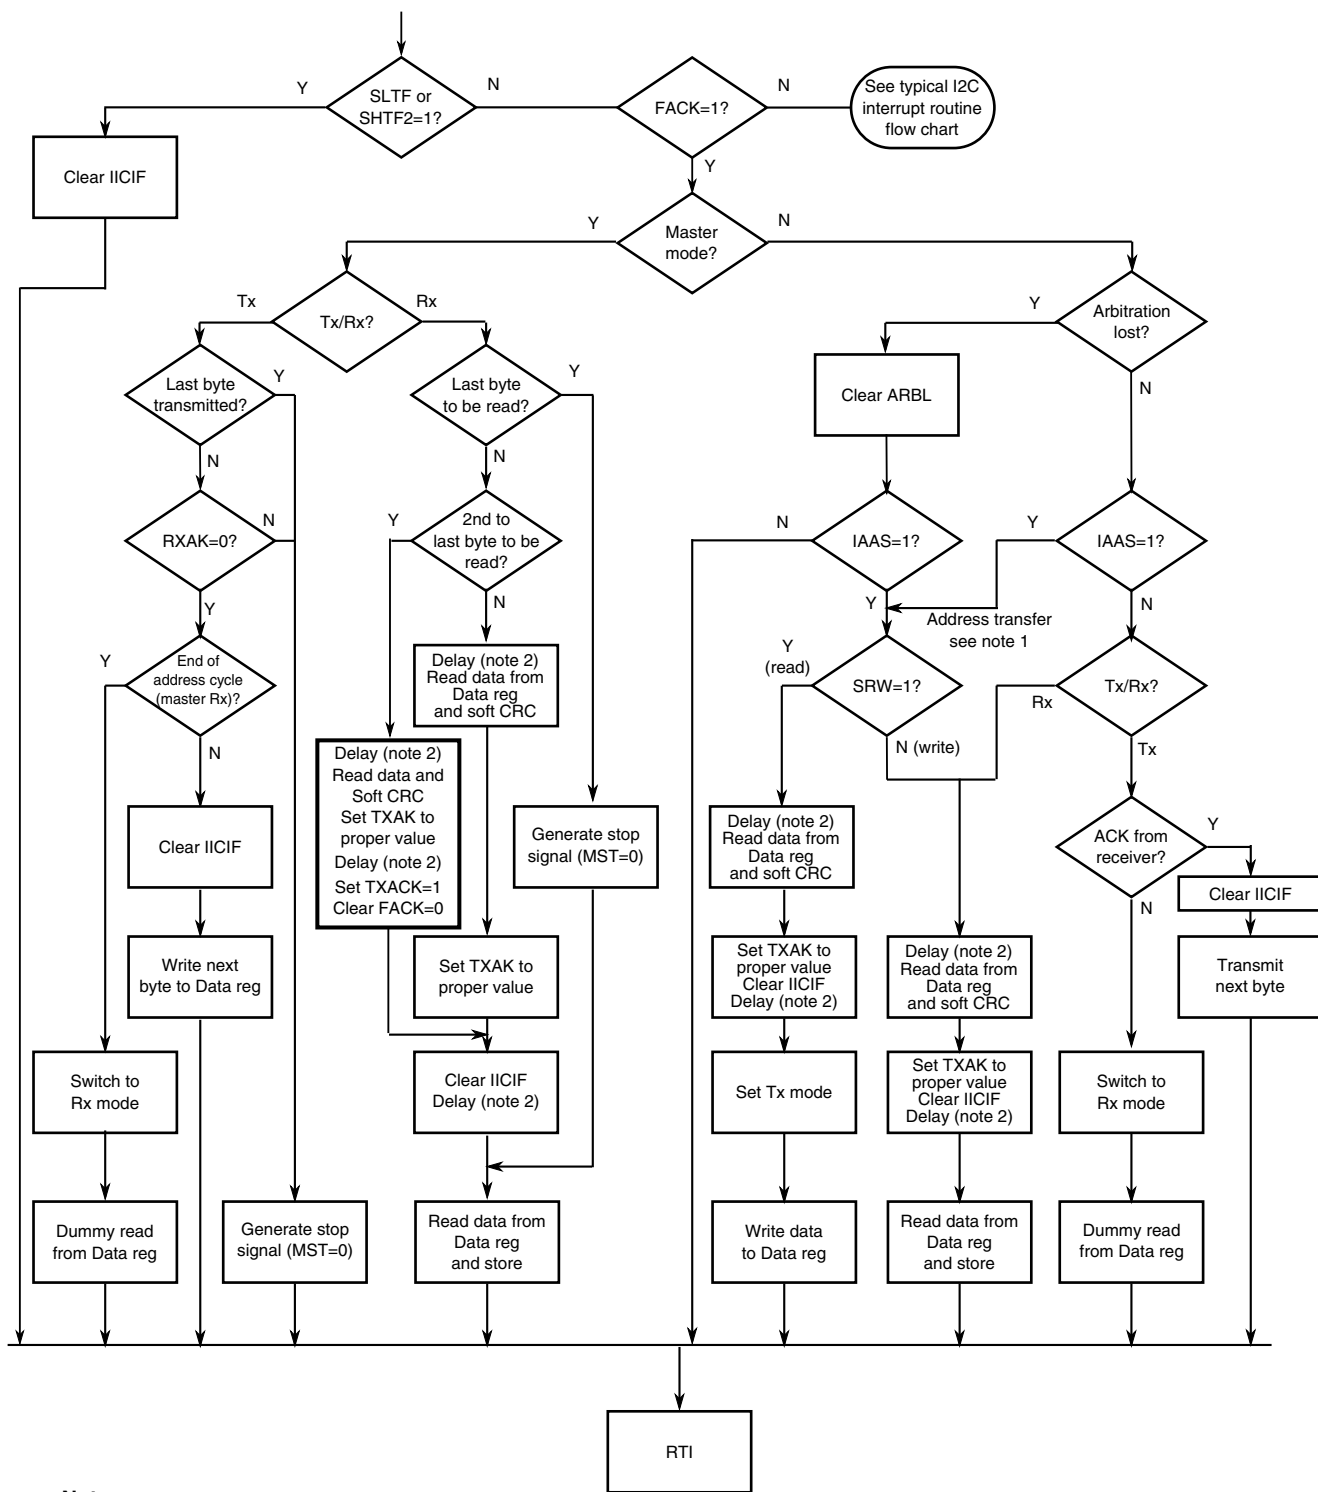 Y
SLTF or
SHTF2=1?
N
FACK=1?
N
See typical I2C
interrupt routine
flow chart
Clear IICIF
Y
Y
Master
mode?
N
Tx
Tx/Rx?
Rx
Y
Arbitration
lost?
Last byte
transmitted?
Y
Last byte
to be read?
Y
Clear ARBL
N
N
N
RXAK=0?
N
Y
2nd to
last byte to be
read?
N
IAAS=1?
Y
IAAS=1?
Y
N
Y
N
Address transfer
see note 1
Y
End of
address cycle
(master Rx)?
Delay (note 2)
Read data from
Data reg
and soft CRC
Y
(read)
SRW=1?
Rx
Tx/Rx?
N
N (write)
Tx
Delay (note 2)
Read data and
Soft CRC
Set TXAK to
proper value
Delay (note 2)
Set TXACK=1
Clear FACK=0
Clear IICIF
Generate stop
signal (MST=0)
Delay (note 2)
Read data from
Data reg
and soft CRC
ACK from
receiver?
Y
Clear IICIF
N
Write next
byte to Data reg
Set TXAK to
proper value
Set TXAK to
proper value
Clear IICIF
Delay (note 2)
Delay (note 2)
Read data from
Data reg
and soft CRC
Transmit
next byte
Switch to
Rx mode
Clear IICIF
Delay (note 2)
Set Tx mode
Set TXAK to
proper value
Clear IICIF
Delay (note 2)
Switch to
Rx mode
Dummy read
from Data reg
Generate stop
signal (MST=0)
Read data from
Data reg
and store
Write data
to Data reg
Read data from
Data reg
and store
Dummy read
from Data reg
RTI